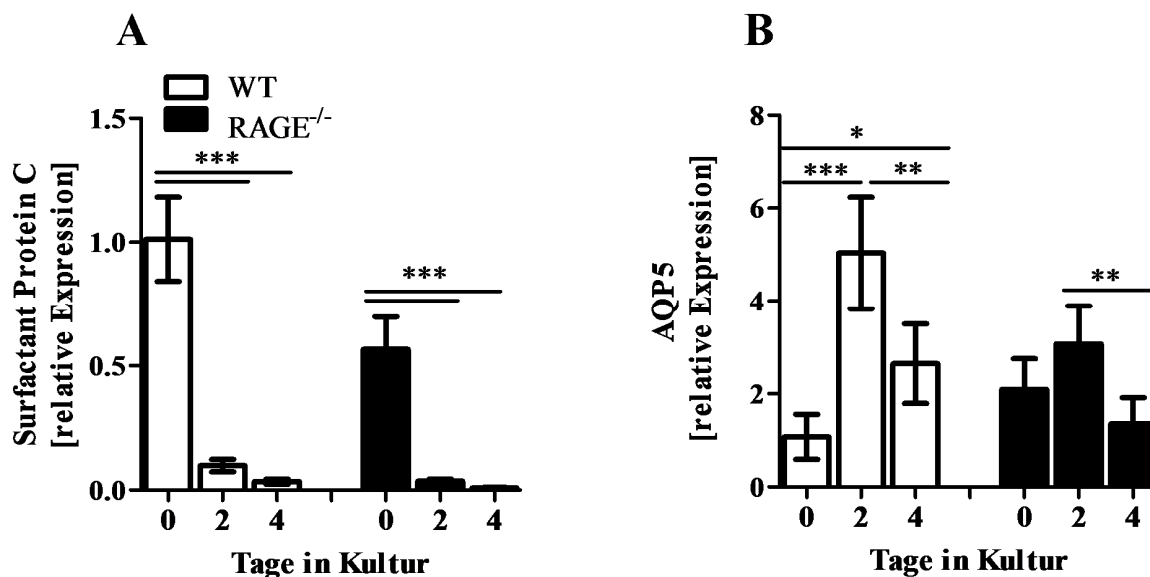 A
WT
RAGE-/-
Surfactant Protein C
[relative Expression]
1.5
1.0
0.5
0.0
***
***
0 2 4 0 2 4
Tage in Kultur
B
AQP5
[relative Expression]
8
6
4
2
0
*
*** **
**
0 2 4 0 2 4
Tage in Kultur